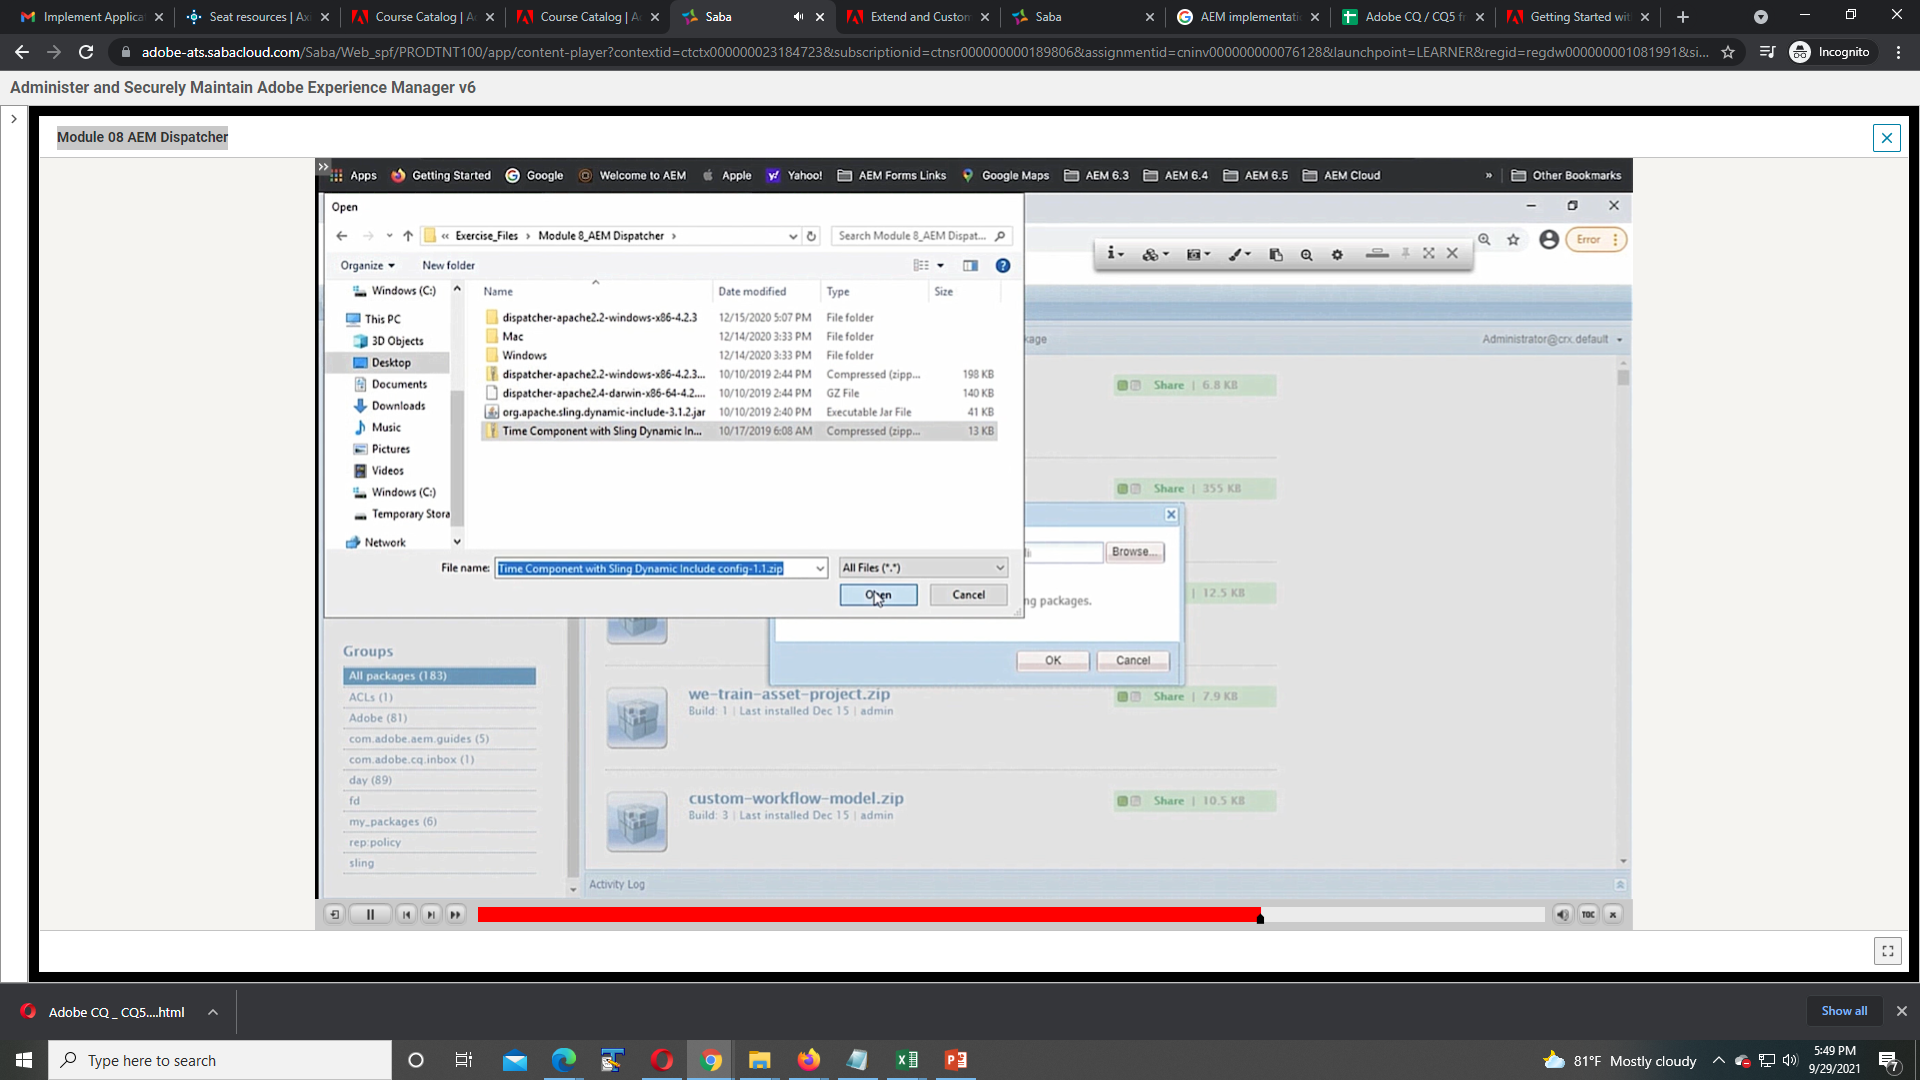 Implement Applica
Seat resources | Ax
Course Catalog | A
Course Catalog | A
Saba
Extend and Custom
Saba
AEM implementati
Adobe CQ / CQ5 fr
Getting Started wit
adobe-ats.sabacloud.com/Saba/Web_spf/PRODTNT100/app/content-player?contextid=ctctx000000023184723&subscriptionid=ctnsr0000000000189806&assignmentid=cninv000000000076128&launchpoint=LEARNER&regid=regdw000000001081991&si...
Incognito
Administer and Securely Maintain Adobe Experience Manager v6
Module 08 AEM Dispatcher
Apps Getting Started Google Welcome to AEM Apple Yahoo! AEM Forms Links Google Maps AEM 6.3 AEM 6.4 AEM 6.5 AEM Cloud » Other Bookmarks
Open
« Exercise_Files › Module 8_AEM Dispatcher ›
Search Module 8_AEM Dispat...
Error
Organize New folder
Name Date modified Type Size
Windows (C:)
This PC
3D Objects
Desktop
Documents
Downloads
Music
Pictures
Videos
Windows (C:)
Temporary Stora
Network
dispatcher-apache2.2-windows-x86-4.2.3 12/15/2020 5:07 PM File folder
Mac 12/14/2020 3:33 PM File folder
Windows 12/14/2020 3:33 PM File folder
dispatcher-apache2.2-windows-x86-4.2.3... 10/10/2019 2:44 PM Compressed (zipp... 198 KB
dispatcher-apache2.4-darwin-x86-64-4.2.... 10/10/2019 2:44 PM GZ File 140 KB
org.apache.sling.dynamic-include-3.1.2.jar 10/10/2019 2:40 PM Executable Jar File 41 KB
Time Component with Sling Dynamic In... 10/17/2019 6:08 AM Compressed (zipp... 13 KB
File name: Time Component with Sling Dynamic Include config-1.1.zip All Files (*.*)
Open Cancel
kage
Administrator@crx.default
Share | 6.8 KB
Share | 355 KB
Browse...
12.5 KB
ng packages.
OK Cancel
Groups
All packages (183)
ACLs (1)
Adobe (81)
com.adobe.aem.guides (5)
com.adobe.cq.inbox (1)
day (89)
fd
my_packages (6)
rep:policy
sling
we-train-asset-project.zip
Build: 1 | Last installed Dec 15 | admin
Share | 7.9 KB
custom-workflow-model.zip
Build: 3 | Last installed Dec 15 | admin
Share | 10.5 KB
Activity Log
TOC
Adobe CQ _ CQ5....html
Show all
Type here to search
81°F Mostly cloudy
5:49 PM
9/29/2021
7